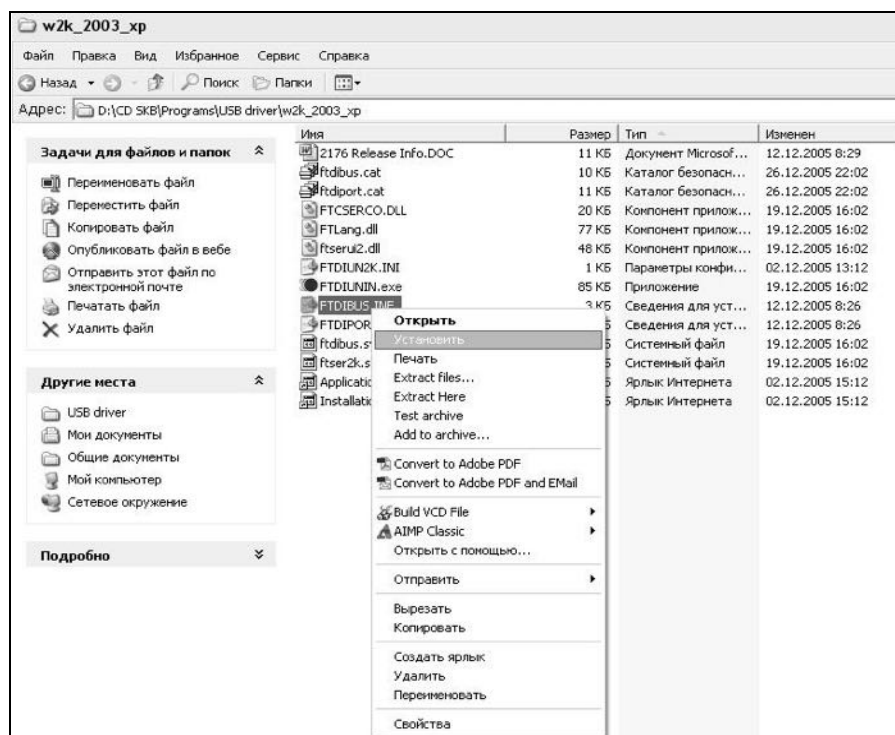 w2k_2003_xp
Файл Правка Вид Избранное Сервис Справка
Назад Поиск Папки
Адрес: D:\CD SKB\Programs\USB driver\w2k_2003_xp
Задачи для файлов и папок
Переименовать файл
Переместить файл
Копировать файл
Опубликовать файл в вебе
Отправить этот файл по
электронной почте
Печатать файл
Удалить файл
Другие места
USB driver
Мои документы
Общие документы
Мой компьютер
Сетевое окружение
Подробно
Имя Размер Тип Изменен
2176 Release Info.DOC 11 КБ Документ Microsof... 12.12.2005 8:29
ftdibus.cat 10 КБ Каталог безопасн... 26.12.2005 22:02
ftdiport.cat 11 КБ Каталог безопасн... 26.12.2005 22:02
FTCSERCO.DLL 20 КБ Компонент прилож... 19.12.2005 16:02
FTLang.dll 77 КБ Компонент прилож... 19.12.2005 16:02
ftserui2.dll 48 КБ Компонент прилож... 19.12.2005 16:02
FTDIUN2K.INI 1 КБ Параметры конфи... 02.12.2005 13:12
FTDIUNIN.exe 85 КБ Приложение 19.12.2005 16:02
FTDIBUS.INF 3 КБ Сведения для уст... 12.12.2005 8:26
FTDIPOR Б Сведения для уст... 12.12.2005 8:26
ftdibus.s Б Системный файл 19.12.2005 16:02
ftser2k.s Б Системный файл 19.12.2005 16:02
Applicatio Б Ярлык Интернета 02.12.2005 15:12
Installatio Б Ярлык Интернета 02.12.2005 15:12
Открыть
Установить
Печать
Extract files...
Extract Here
Test archive
Add to archive...
Convert to Adobe PDF
Convert to Adobe PDF and EMail
Build VCD File
AIMP Classic
Открыть с помощью...
Отправить
Вырезать
Копировать
Создать ярлык
Удалить
Переименовать
Свойства